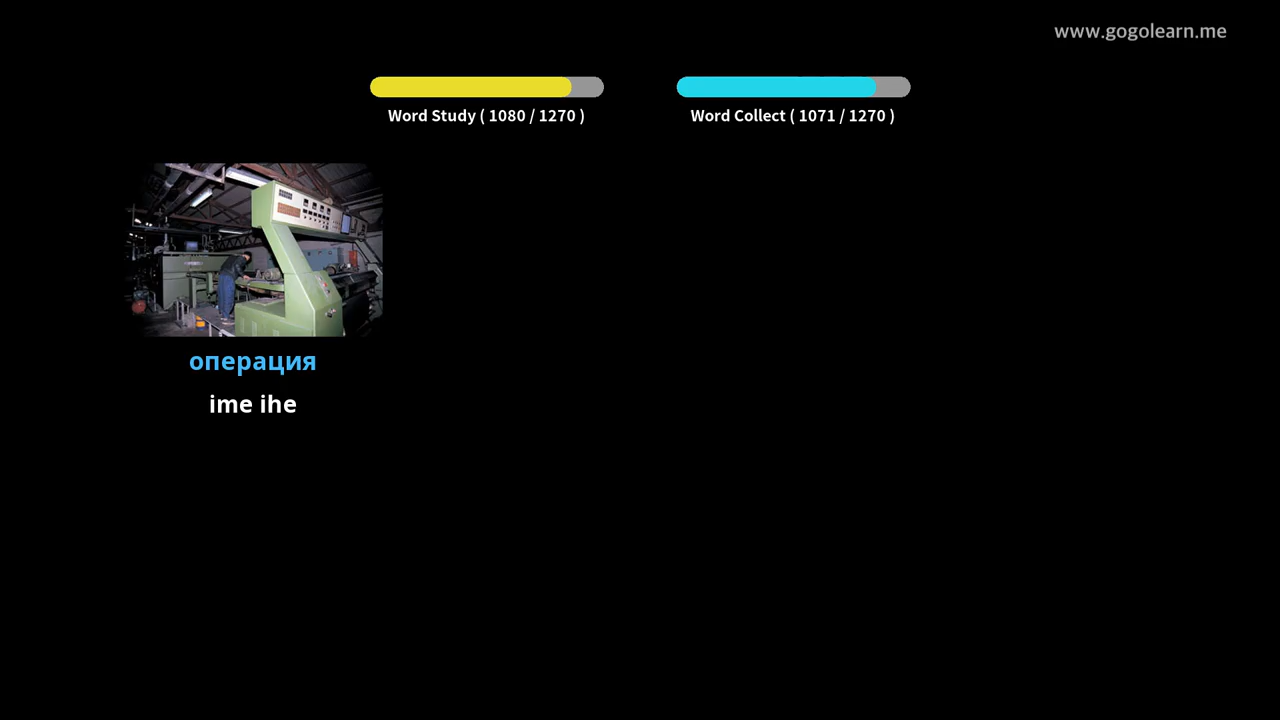 www.gogolearn.me
Word Study ( 1080 / 1270 )
Word Collect ( 1071 / 1270 )
операция
ime ihe